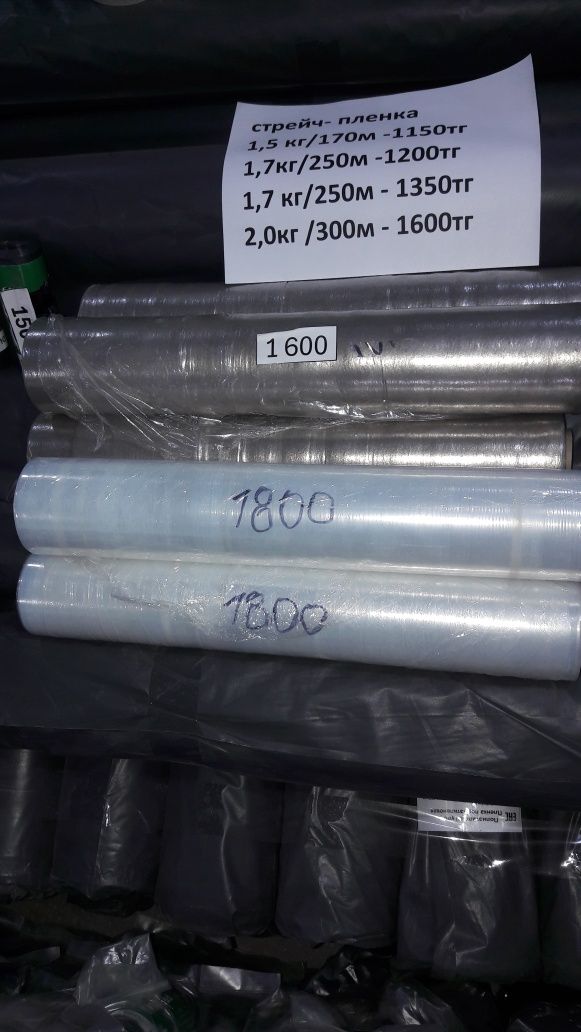 стрейч- пленка
1,5 кг/170м -1150тг
1,7кг/250м -1200тг
1,7 кг/250м - 1350тг
2,0кг /300м - 1600тг
150
1 600
1800
1800